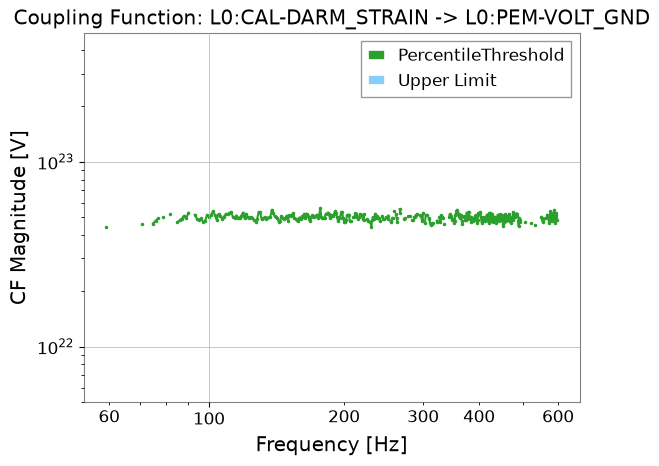 Coupling Function: L0:CAL-DARM_STRAIN -> L0:PEM-VOLT_GND
PercentileThreshold
Upper Limit
CF Magnitude [V]
10^23
10^22
60 100 200 300 400 600
Frequency [Hz]